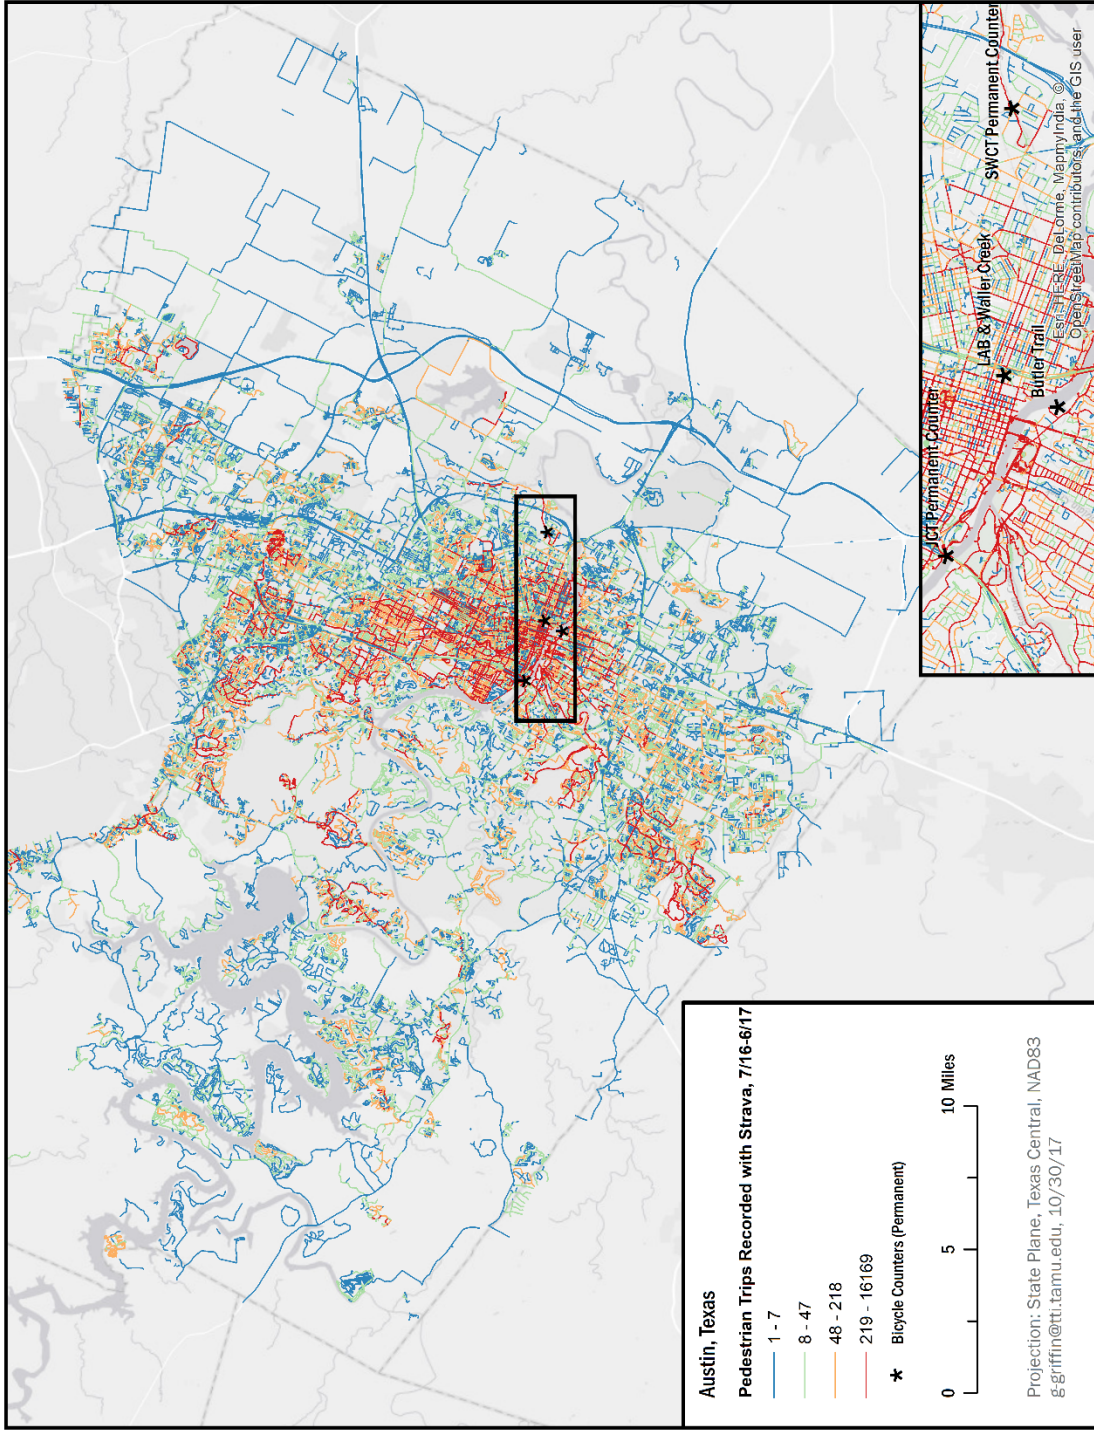 Austin, Texas
Pedestrian Trips Recorded with Strava, 7/16-6/17
1 - 7
8 - 47
48 - 218
219 - 16169
Bicycle Counters (Permanent)
0 5 10 Miles
Projection: State Plane, Texas Central, NAD83
g-griffin@tti.tamu.edu, 10/30/17
JCT Permanent Counter
LAB & Waller Creek
SWCT Permanent Counter
Butler Trail
Esri, HERE, DeLorme, MapmyIndia, ©
OpenStreetMap contributors, and the GIS user